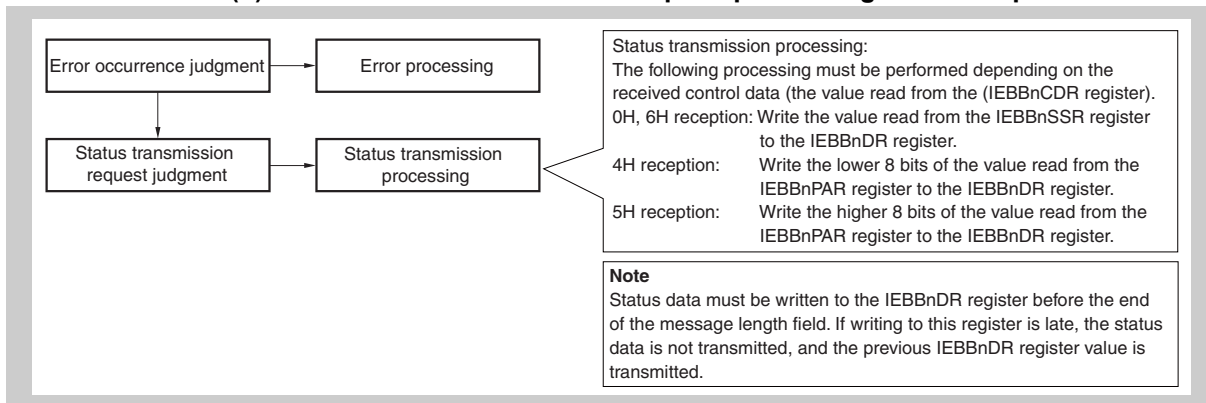 Error occurrence judgment
Error processing
Status transmission
request judgment
Status transmission
processing
Status transmission processing:
The following processing must be performed depending on the
received control data (the value read from the (IEBBnCDR register).
0H, 6H reception: Write the value read from the IEBBnSSR register
to the IEBBnDR register.
4H reception: Write the lower 8 bits of the value read from the
IEBBnPAR register to the IEBBnDR register.
5H reception: Write the higher 8 bits of the value read from the
IEBBnPAR register to the IEBBnDR register.
Note
Status data must be written to the IEBBnDR register before the end
of the message length field. If writing to this register is late, the status
data is not transmitted, and the previous IEBBnDR register value is
transmitted.